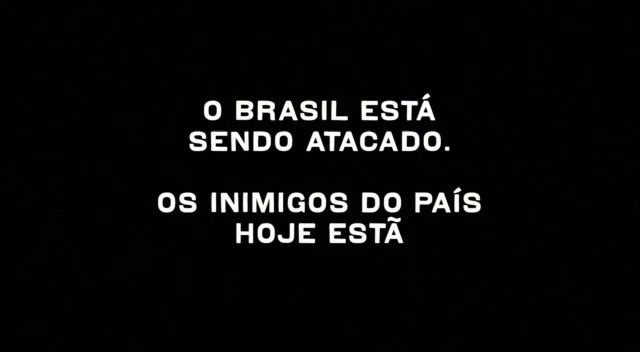 O BRASIL ESTÁ
SENDO ATACADO.
OS INIMIGOS DO PAÍS
HOJE ESTÃ